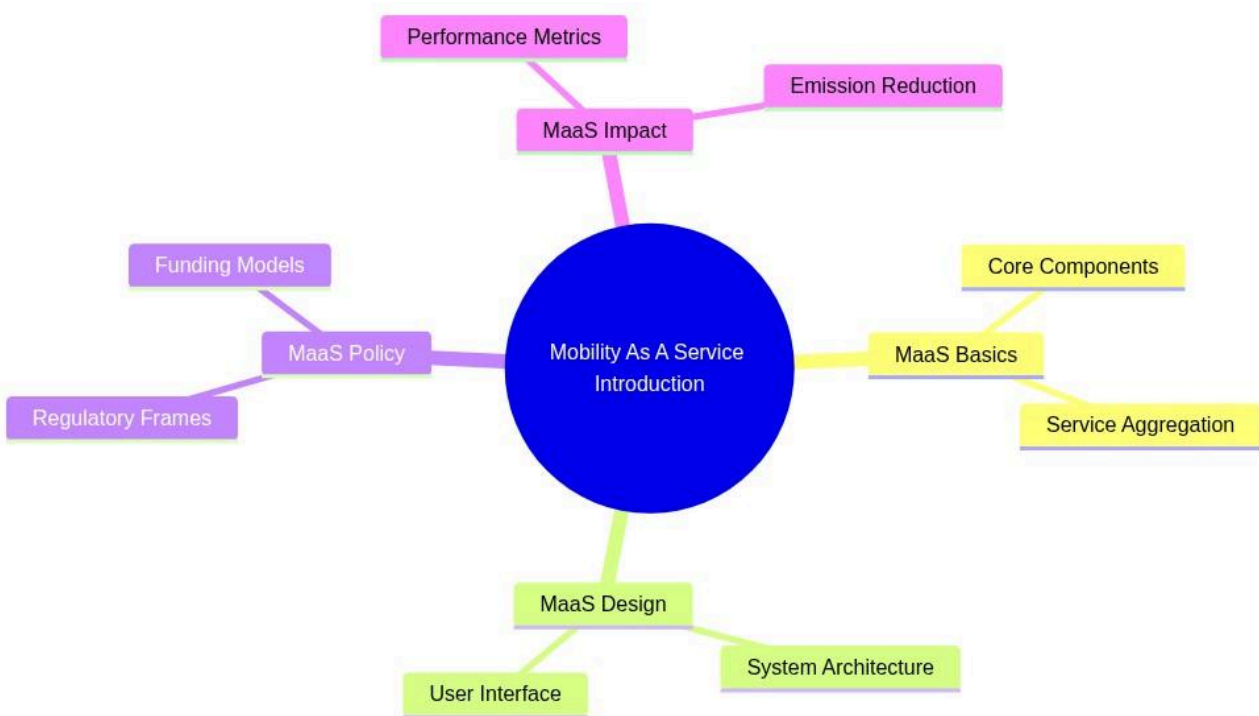 Performance Metrics
Emission Reduction
MaaS Impact
Funding Models
Core Components
MaaS Policy
Mobility As A Service
Introduction
MaaS Basics
Regulatory Frames
Service Aggregation
MaaS Design
System Architecture
User Interface